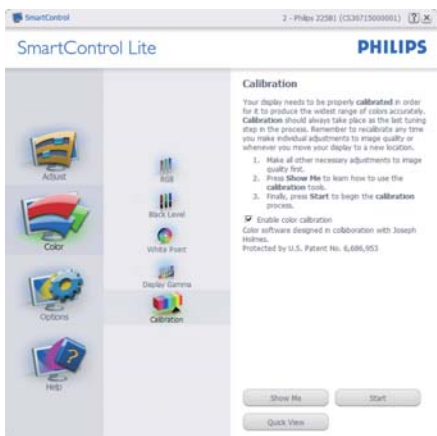 SmartControl
2 - Philips 225B1 (CS30715000001)
SmartControl Lite
PHILIPS
Adjust
Color
Options
Help
RGB
Black Level
White Point
Display Gamma
Calibration
Calibration
Your display needs to be properly calibrated in order
for it to produce the widest range of colors accurately.
Calibration should always take place as the last tuning
step in the process. Remember to recalibrate any time
you make individual adjustments to image quality or
whenever you move your display to a new location.
1. Make all other necessary adjustments to image
quality first.
2. Press Show Me to learn how to use the
calibration tools.
3. Finally, press Start to begin the calibration
process.
Enable color calibration
Color software designed in collaboration with Joseph
Holmes.
Protected by U.S. Patent No. 6,686,953
Show Me
Start
Quick View